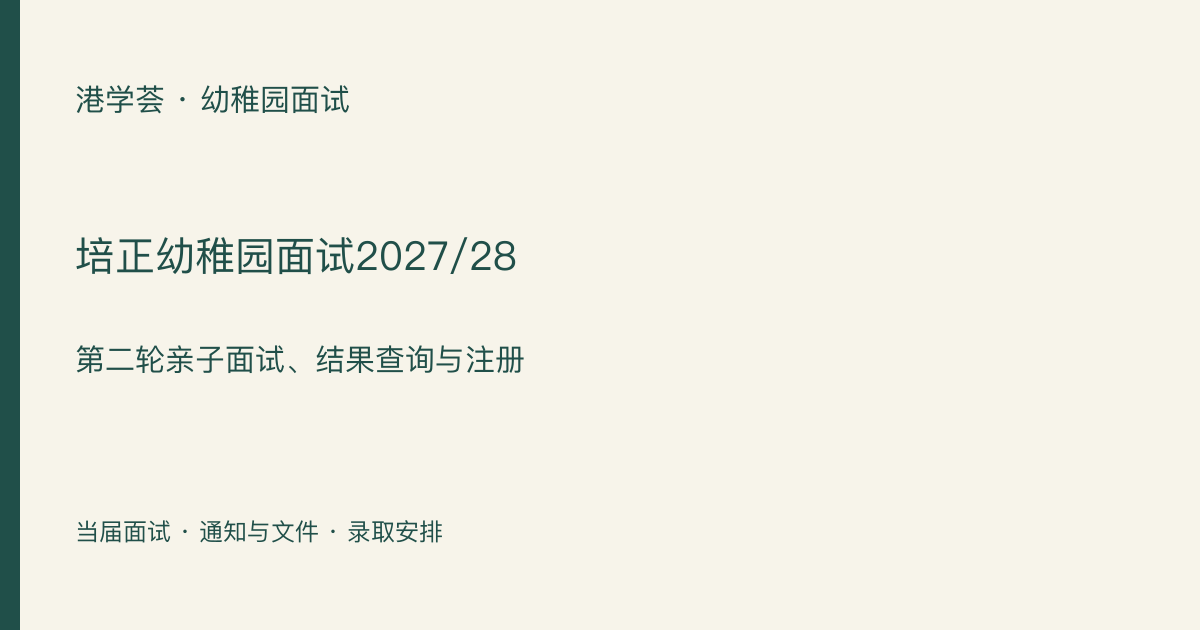 港学荟 · 幼稚园面试
培正幼稚园面试2027/28
第二轮亲子面试、结果查询与注册
当届面试 · 通知与文件 · 录取安排